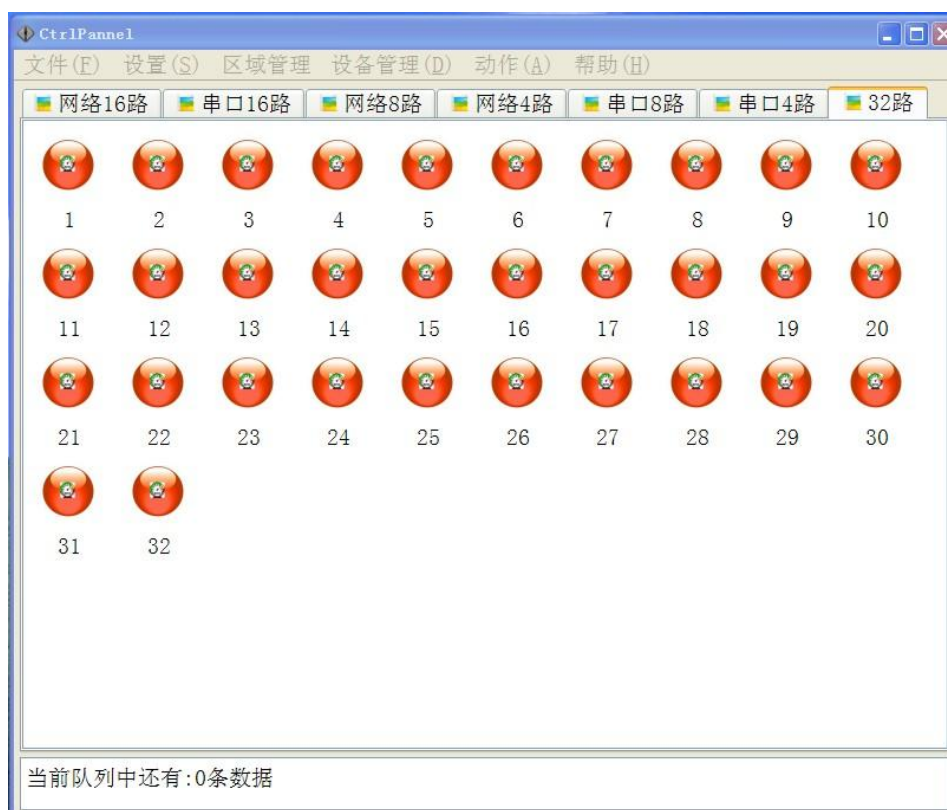 CtrlPannel
文件(F) 设置(S) 区域管理 设备管理(D) 动作(A) 帮助(H)
网络16路 串口16路 网络8路 网络4路 串口8路 串口4路 32路
1 2 3 4 5 6 7 8 9 10
11 12 13 14 15 16 17 18 19 20
21 22 23 24 25 26 27 28 29 30
31 32
当前队列中还有:0条数据